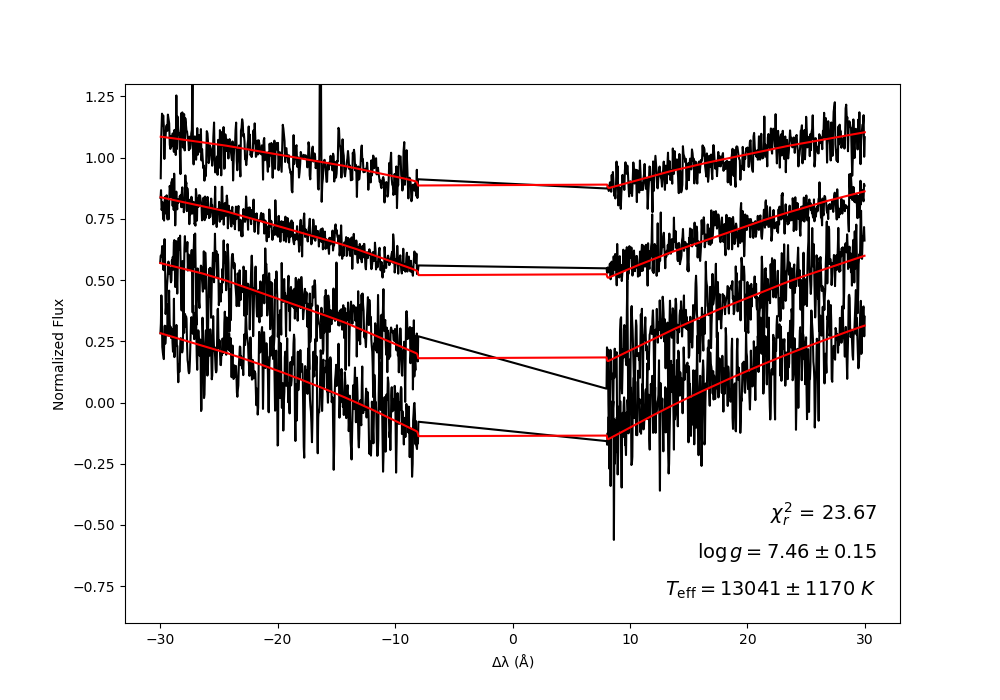 1.25
1.00
0.75
0.50
0.25
0.00
−0.25
−0.50
−0.75
Normalized Flux
χ²ᵣ = 23.67
log g = 7.46 ± 0.15
T_eff = 13041 ± 1170 K
−30 −20 −10 0 10 20 30
Δλ (Å)